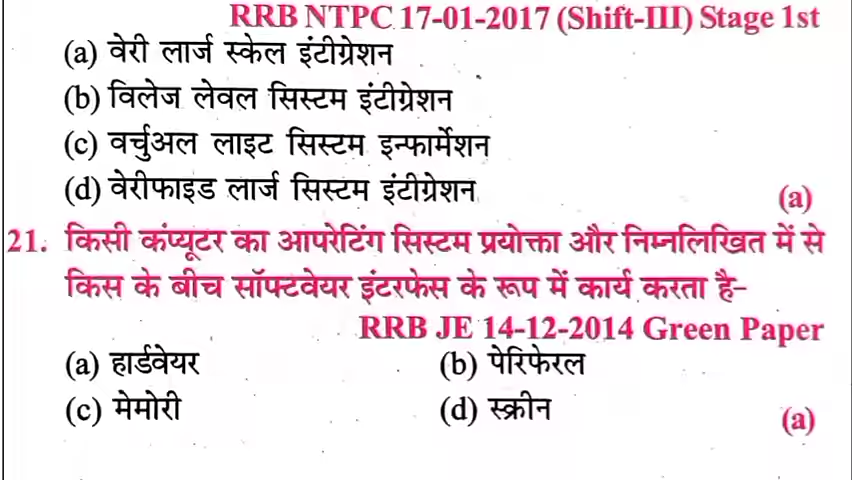 RRB NTPC 17-01-2017 (Shift-III) Stage 1st
(a) वेरी लार्ज स्केल इंटीग्रेशन
(b) विलेज लेवल सिस्टम इंटीग्रेशन
(c) वर्चुअल लाइट सिस्टम इन्फार्मेशन
(d) वेरीफाइड लार्ज सिस्टम इंटीग्रेशन (a)
21. किसी कंप्यूटर का आपरेटिंग सिस्टम प्रयोक्ता और निम्नलिखित में से
किस के बीच सॉफ्टवेयर इंटरफेस के रूप में कार्य करता है-
RRB JE 14-12-2014 Green Paper
(a) हार्डवेयर (b) पेरिफेरल
(c) मेमोरी (d) स्क्रीन (a)